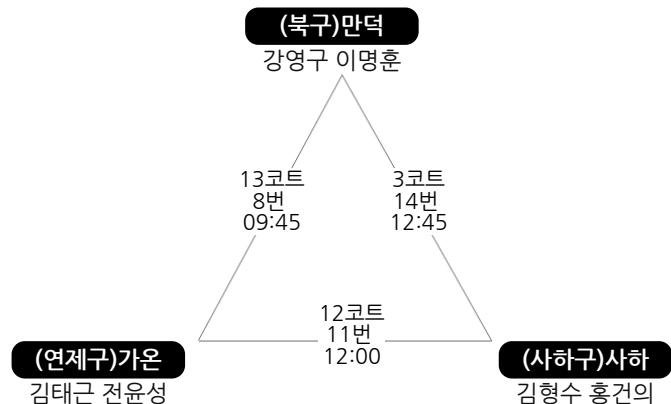 (북구)만덕
강영구 이명훈
13코트
8번
09:45
3코트
14번
12:45
12코트
11번
12:00
(연제구)가온
김태근 전윤성
(사하구)사하
김형수 홍건의